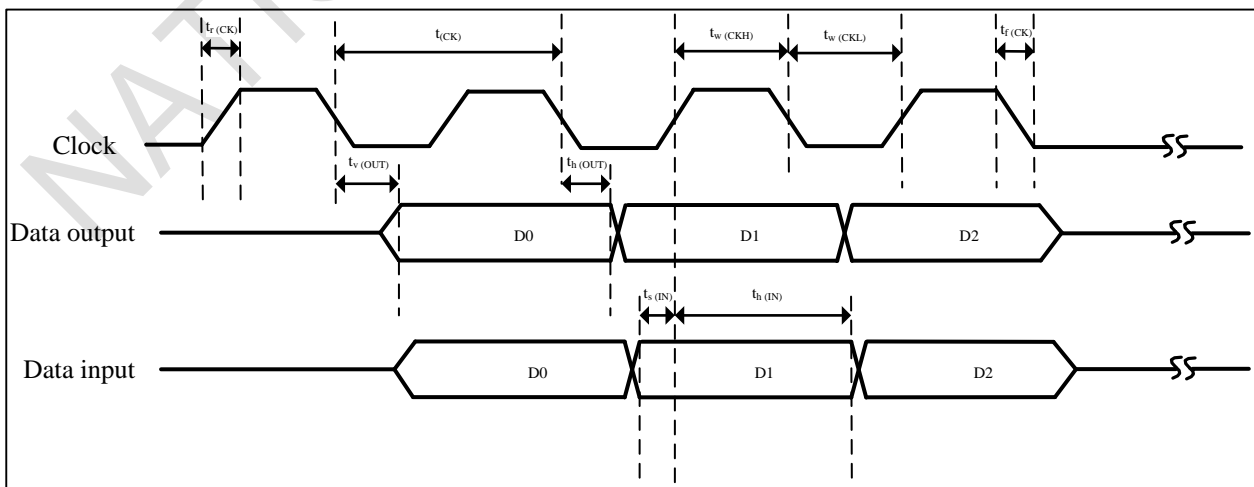 tr (CK)
t(CK)
tw (CKH)
tw (CKL)
tf (CK)
Clock
tv (OUT)
th (OUT)
Data output
D0
D1
D2
ts (IN)
th (IN)
Data input
D0
D1
D2
NATI